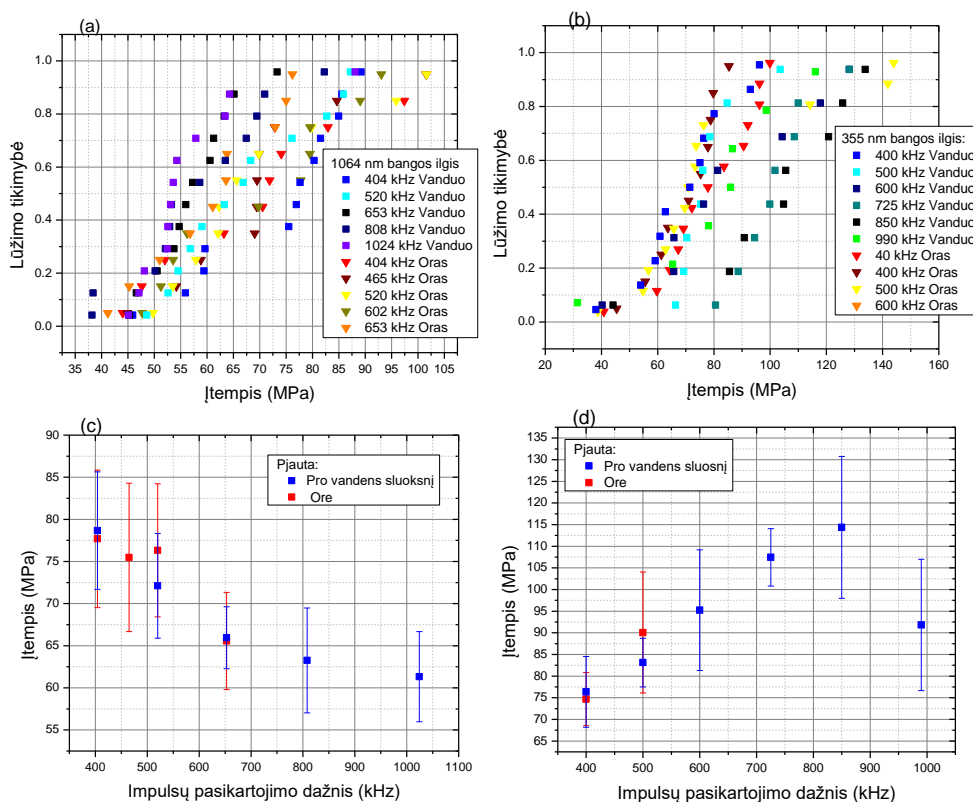 (a)
Lūžimo tikimybė
1.0
0.8
0.6
0.4
0.2
0.0
35 40 45 50 55 60 65 70 75 80 85 90 95 100 105
Įtempis (MPa)
1064 nm bangos ilgis
404 kHz Vanduo
520 kHz Vanduo
653 kHz Vanduo
808 kHz Vanduo
1024 kHz Vanduo
404 kHz Oras
465 kHz Oras
520 kHz Oras
602 kHz Oras
653 kHz Oras
(b)
Lūžimo tikimybė
1.0
0.8
0.6
0.4
0.2
0.0
20 40 60 80 100 120 140 160
Įtempis (MPa)
355 nm bangos ilgis:
400 kHz Vanduo
500 kHz Vanduo
600 kHz Vanduo
725 kHz Vanduo
850 kHz Vanduo
990 kHz Vanduo
40 kHz Oras
400 kHz Oras
500 kHz Oras
600 kHz Oras
(c)
Įtempis (MPa)
90
85
80
75
70
65
60
55
400 500 600 700 800 900 1000 1100
Impulsų pasikartojimo dažnis (kHz)
Pjauta:
Pro vandens sluoksnį
Ore
(d)
Įtempis (MPa)
135
130
125
120
115
110
105
100
95
90
85
80
75
70
65
400 500 600 700 800 900 1000
Impulsų pasikartojimo dažnis (kHz)
Pjauta:
Pro vandens sluosnį
Ore